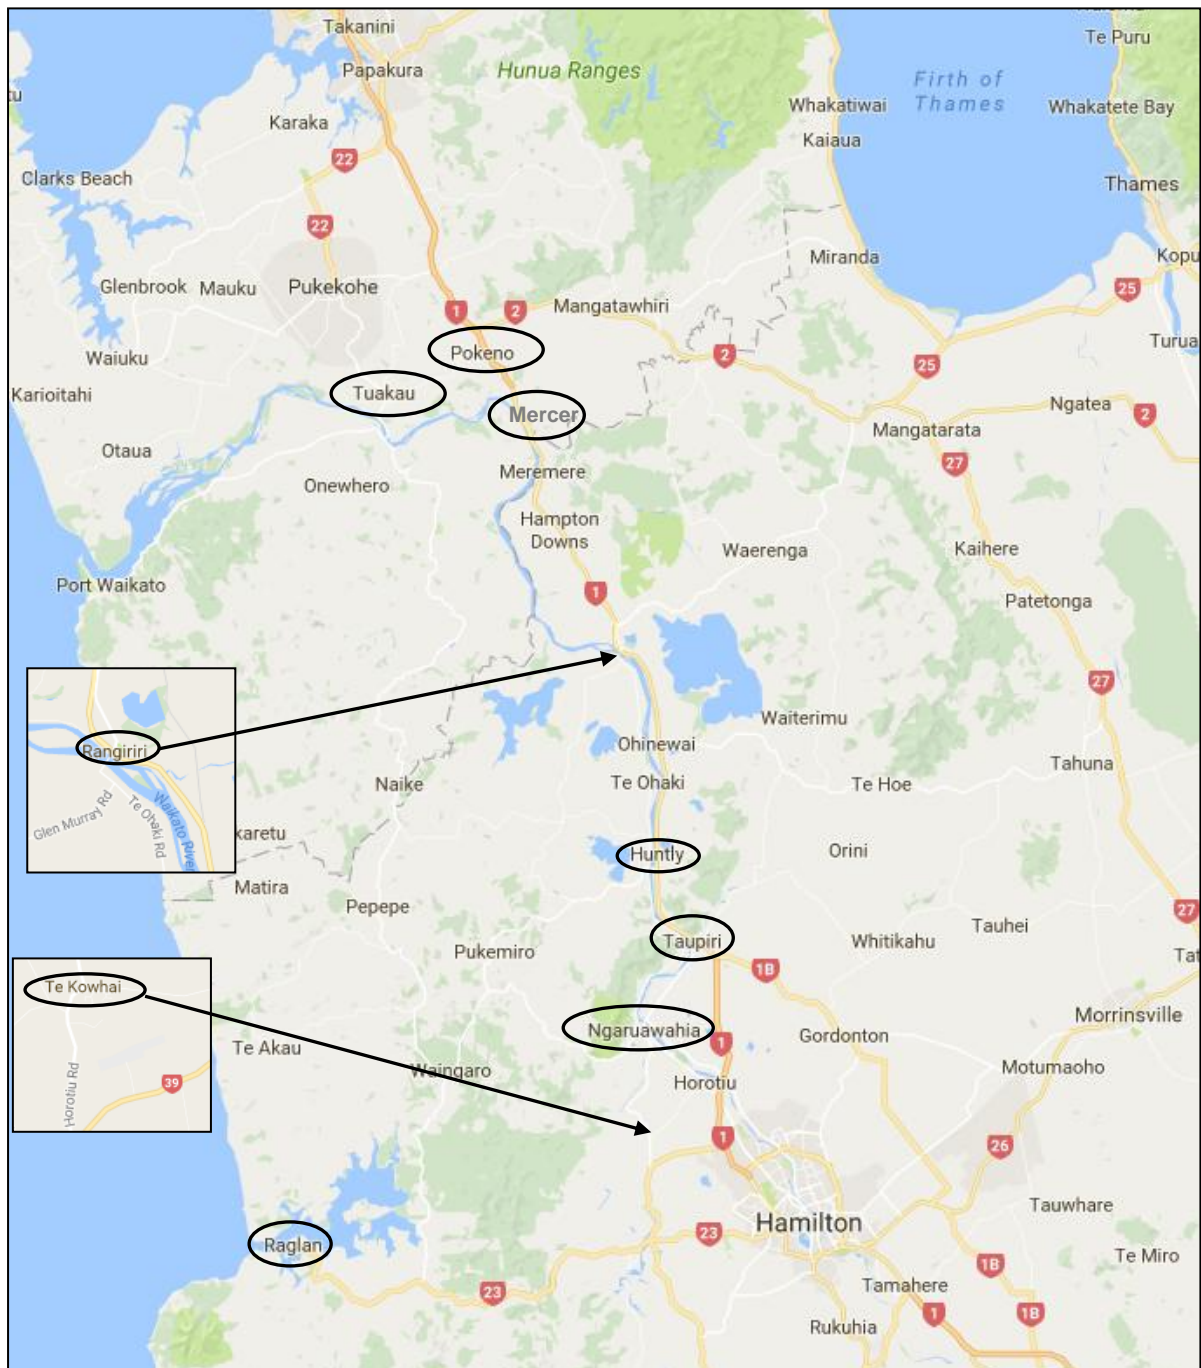 Takanini
Te Puru
Papakura
Hunua Ranges
Firth of
Thames
Whakatiwai
Whakatete Bay
Karaka
Kaiaua
22
Clarks Beach
Thames
22
Miranda
Kopu
Glenbrook
Mauku
Pukekohe
25
1
2
Mangatawhiri
Turua
Waiuku
Pokeno
2
25
Karioitahi
Tuakau
Mercer
Ngatea
2
Otaua
Mangatarata
27
Meremere
Onewhero
Hampton
Downs
Waerenga
Kaihere
Port Waikato
1
Patetonga
27
Rangiriri
Glen Murray Rd
Te Ohaki Rd
Waikato River
Waiterimu
Ohinewai
Tahuna
Naike
Te Ohaki
Te Hoe
karetu
Huntly
Orini
Matira
Pepepe
27
Tauhei
Pukemiro
Taupiri
Whitikahu
Tat
1B
Te Kowhai
Horotiu Rd
39
Morrinsville
Ngaruawahia
Gordonton
Te Akau
1
Waingaro
Motumaoho
Horotiu
1
26
Tauwhare
Hamilton
23
Raglan
Te Miro
1B
23
Tamahere
1
1B
Rukuhia